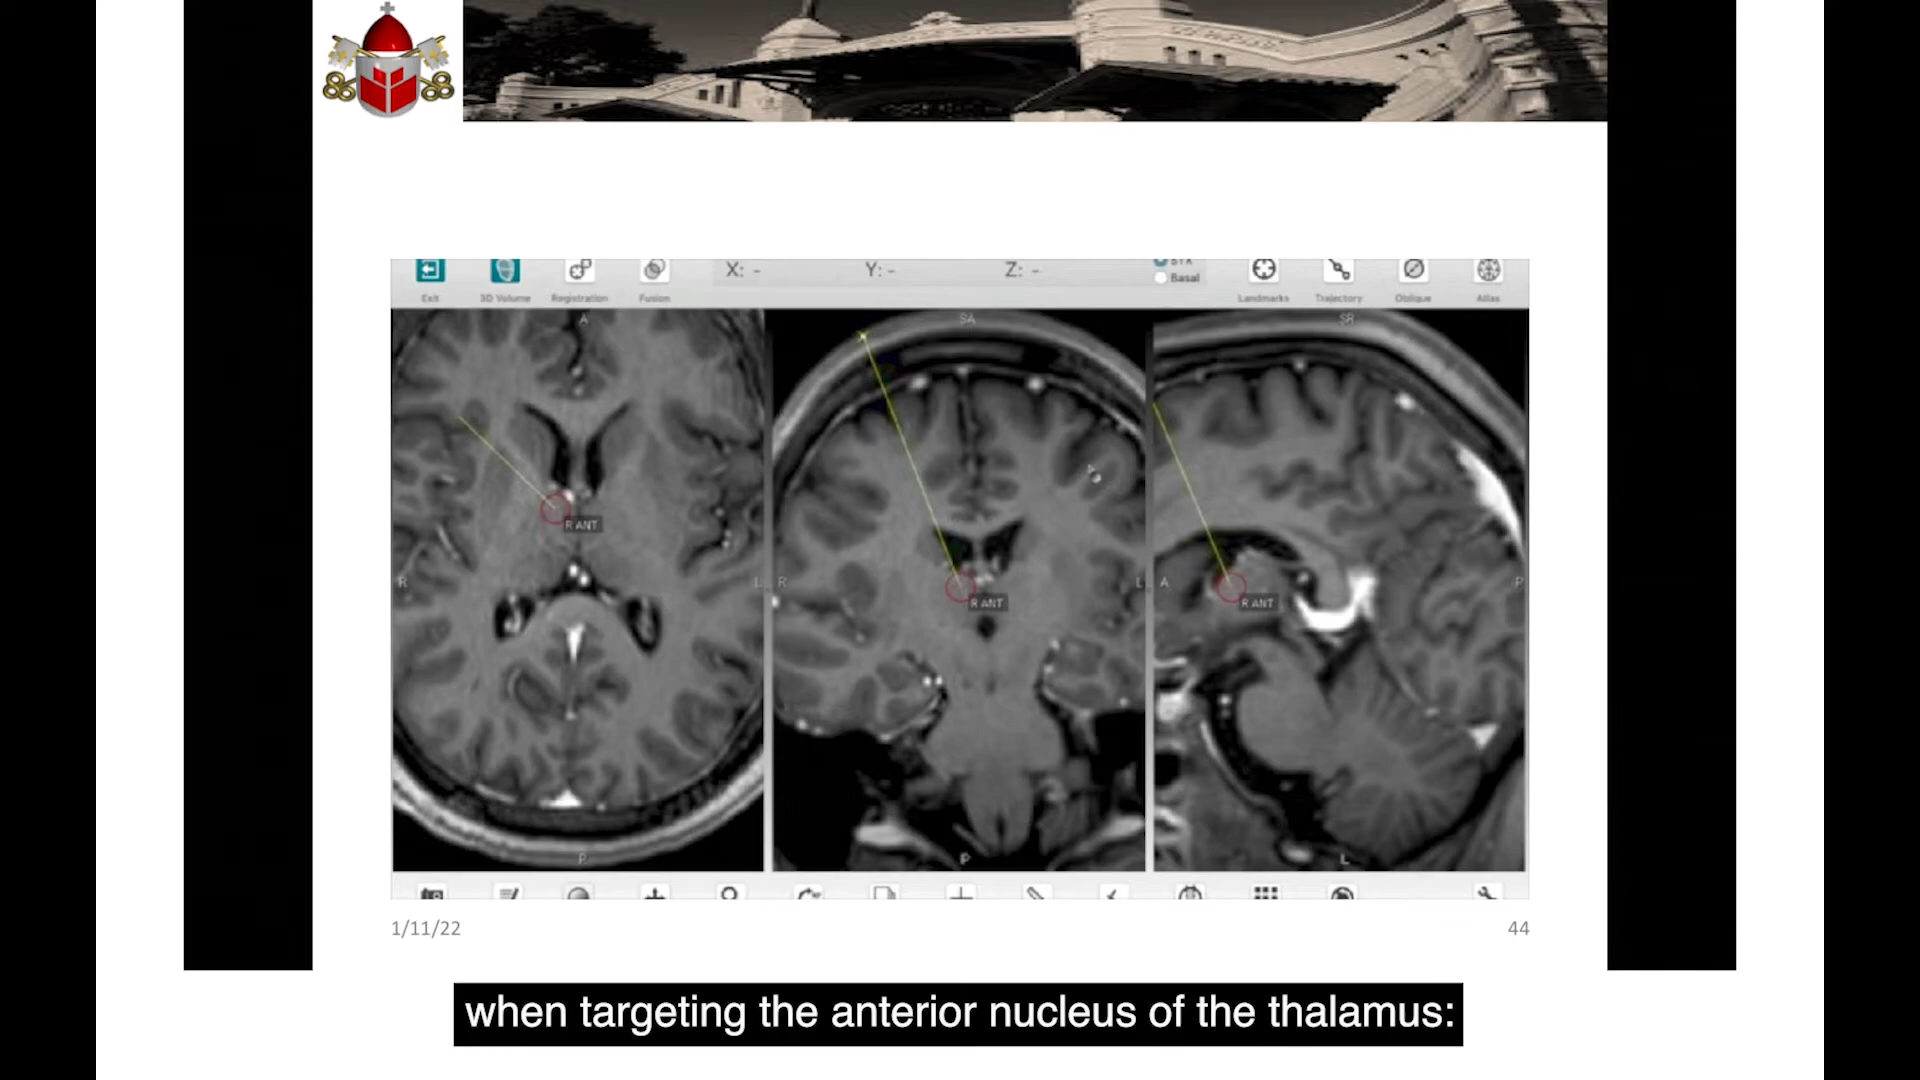 X: -
Y: -
Z: -
STX
Basal
Exit
3D Volume
Registration
Fusion
Landmarks
Trajectory
Oblique
Atlas
A
SA
SR
R ANT
R
L
R ANT
R
L
R ANT
A
P
P
P
L
1/11/22
44
when targeting the anterior nucleus of the thalamus: